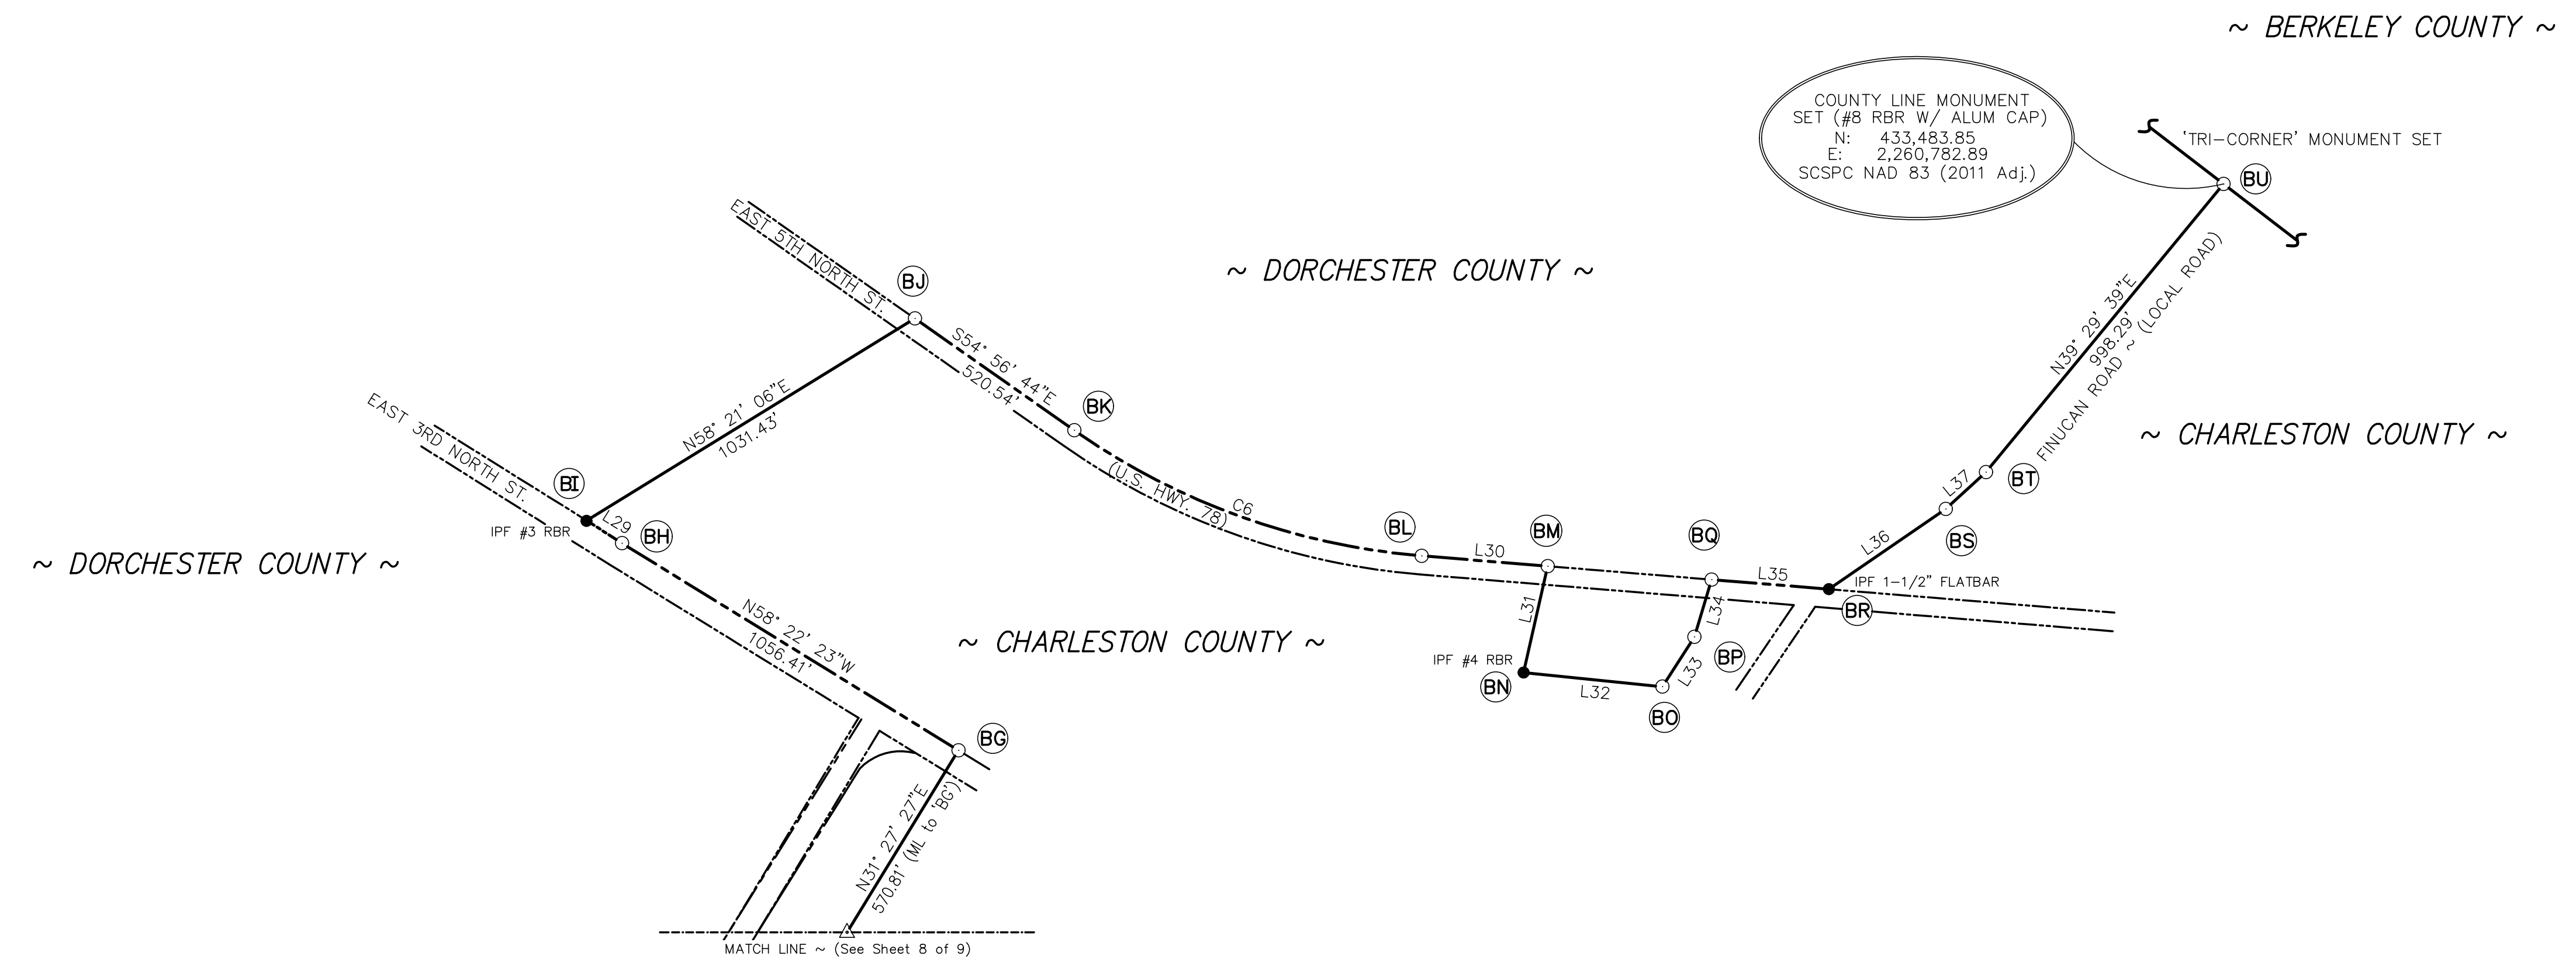 ~ BERKELEY COUNTY ~
COUNTY LINE MONUMENT
SET (#8 RBR W/ ALUM CAP)
N: 433,483.85
E: 2,260,782.89
SCSPC NAD 83 (2011 Adj.)
'TRI-CORNER' MONUMENT SET
BU
EAST 5TH NORTH ST.
BJ
~ DORCHESTER COUNTY ~
N39° 29' 39"E
998.29'
FINUCAN ROAD ~ (LOCAL ROAD)
S54° 56' 44"E
520.54'
BK
N58° 21' 06"E
1031.43'
EAST 3RD NORTH ST.
~ CHARLESTON COUNTY ~
BI
IPF #3 RBR
L29
BH
(U.S. HWY. 78)
C6
BL
L30
BM
BQ
L35
IPF 1-1/2" FLATBAR
BR
L36
BS
L37
BT
~ DORCHESTER COUNTY ~
N58° 22' 23"W
1056.41'
~ CHARLESTON COUNTY ~
L31
L34
IPF #4 RBR
BN
L32
L33
BP
BO
BG
N31° 27' 27"E
570.81' (ML to 'BG')
MATCH LINE ~ (See Sheet 8 of 9)